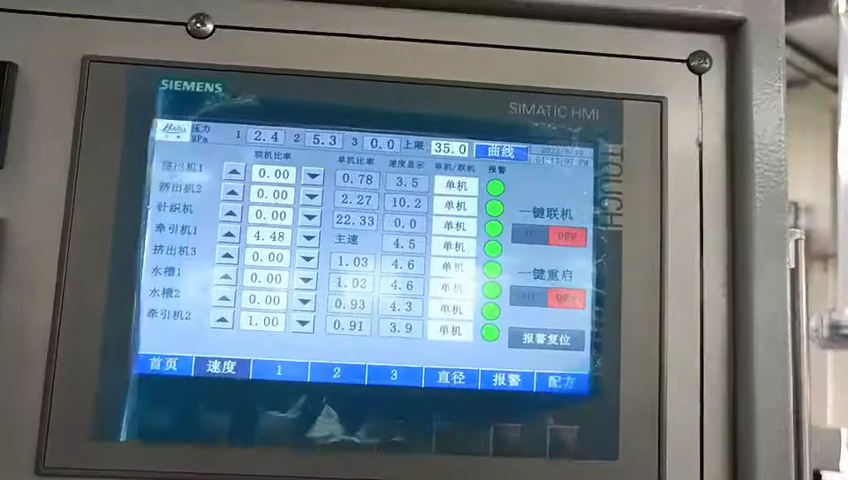 SIEMENS
SIMATIC HMI
TOUCH
压力 MPa 1 2.4 2 5.3 3 0.0 上限 35.0 曲线
联机比率 单机比率 速度显示 单机/联机 报警
挤出机1 0.00 0.78 3.5 单机
挤出机2 0.00 2.27 10.2 单机
针织机 0.00 22.33 0.0 单机
牵引机1 4.48 主速 4.5 单机
挤出机3 0.00 1.03 4.6 单机
水槽1 0.00 1.02 4.6 单机
水槽2 0.00 0.93 4.3 单机
牵引机2 1.00 0.91 3.9 单机
一键联机
OFF
一键重启
OFF
报警复位
首页 速度 1 2 3 直径 报警 配方